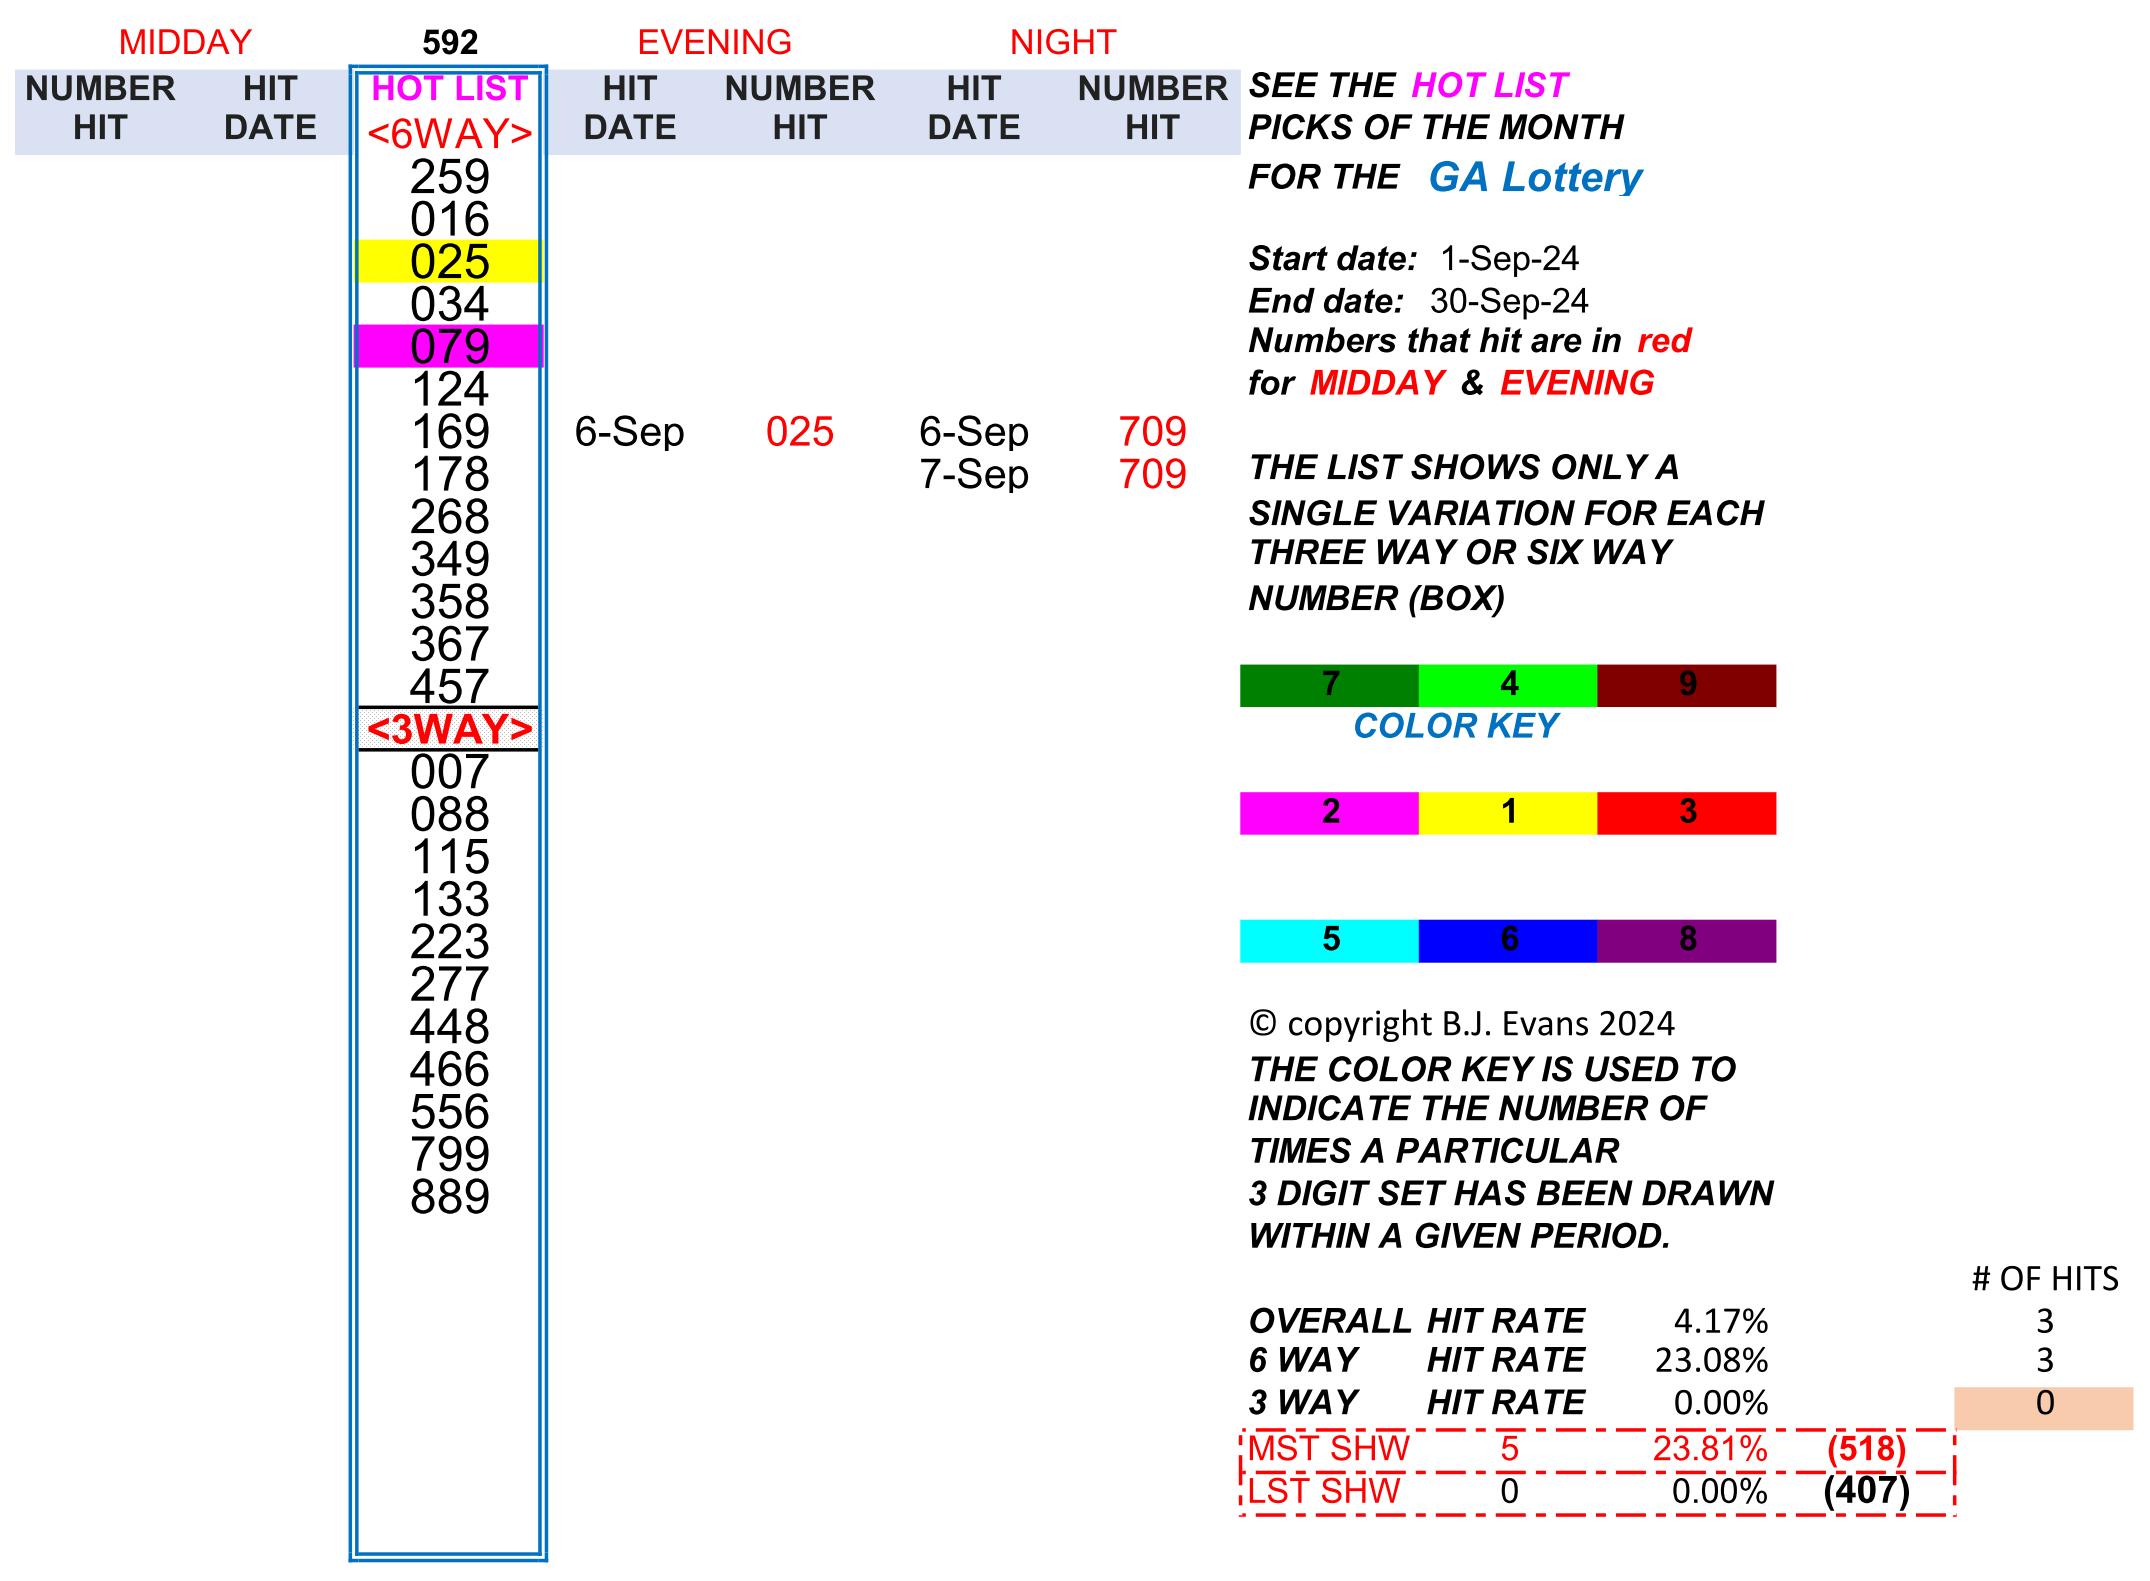 MIDDAY 592 EVENING NIGHT
NUMBER HIT HOT LIST HIT NUMBER HIT NUMBER
HIT DATE <6WAY> DATE HIT DATE HIT
259
016
025
034
079
124
169 6-Sep 025 6-Sep 709
178 7-Sep 709
268
349
358
367
457
<3WAY>
007
088
115
133
223
277
448
466
556
799
889
SEE THE HOT LIST
PICKS OF THE MONTH
FOR THE GA Lottery
Start date: 1-Sep-24
End date: 30-Sep-24
Numbers that hit are in red
for MIDDAY & EVENING
THE LIST SHOWS ONLY A
SINGLE VARIATION FOR EACH
THREE WAY OR SIX WAY
NUMBER (BOX)
7 4 9
COLOR KEY
2 1 3
5 6 8
© copyright B.J. Evans 2024
THE COLOR KEY IS USED TO
INDICATE THE NUMBER OF
TIMES A PARTICULAR
3 DIGIT SET HAS BEEN DRAWN
WITHIN A GIVEN PERIOD.
# OF HITS
OVERALL HIT RATE 4.17% 3
6 WAY HIT RATE 23.08% 3
3 WAY HIT RATE 0.00% 0
MST SHW 5 23.81% (518)
LST SHW 0 0.00% (407)